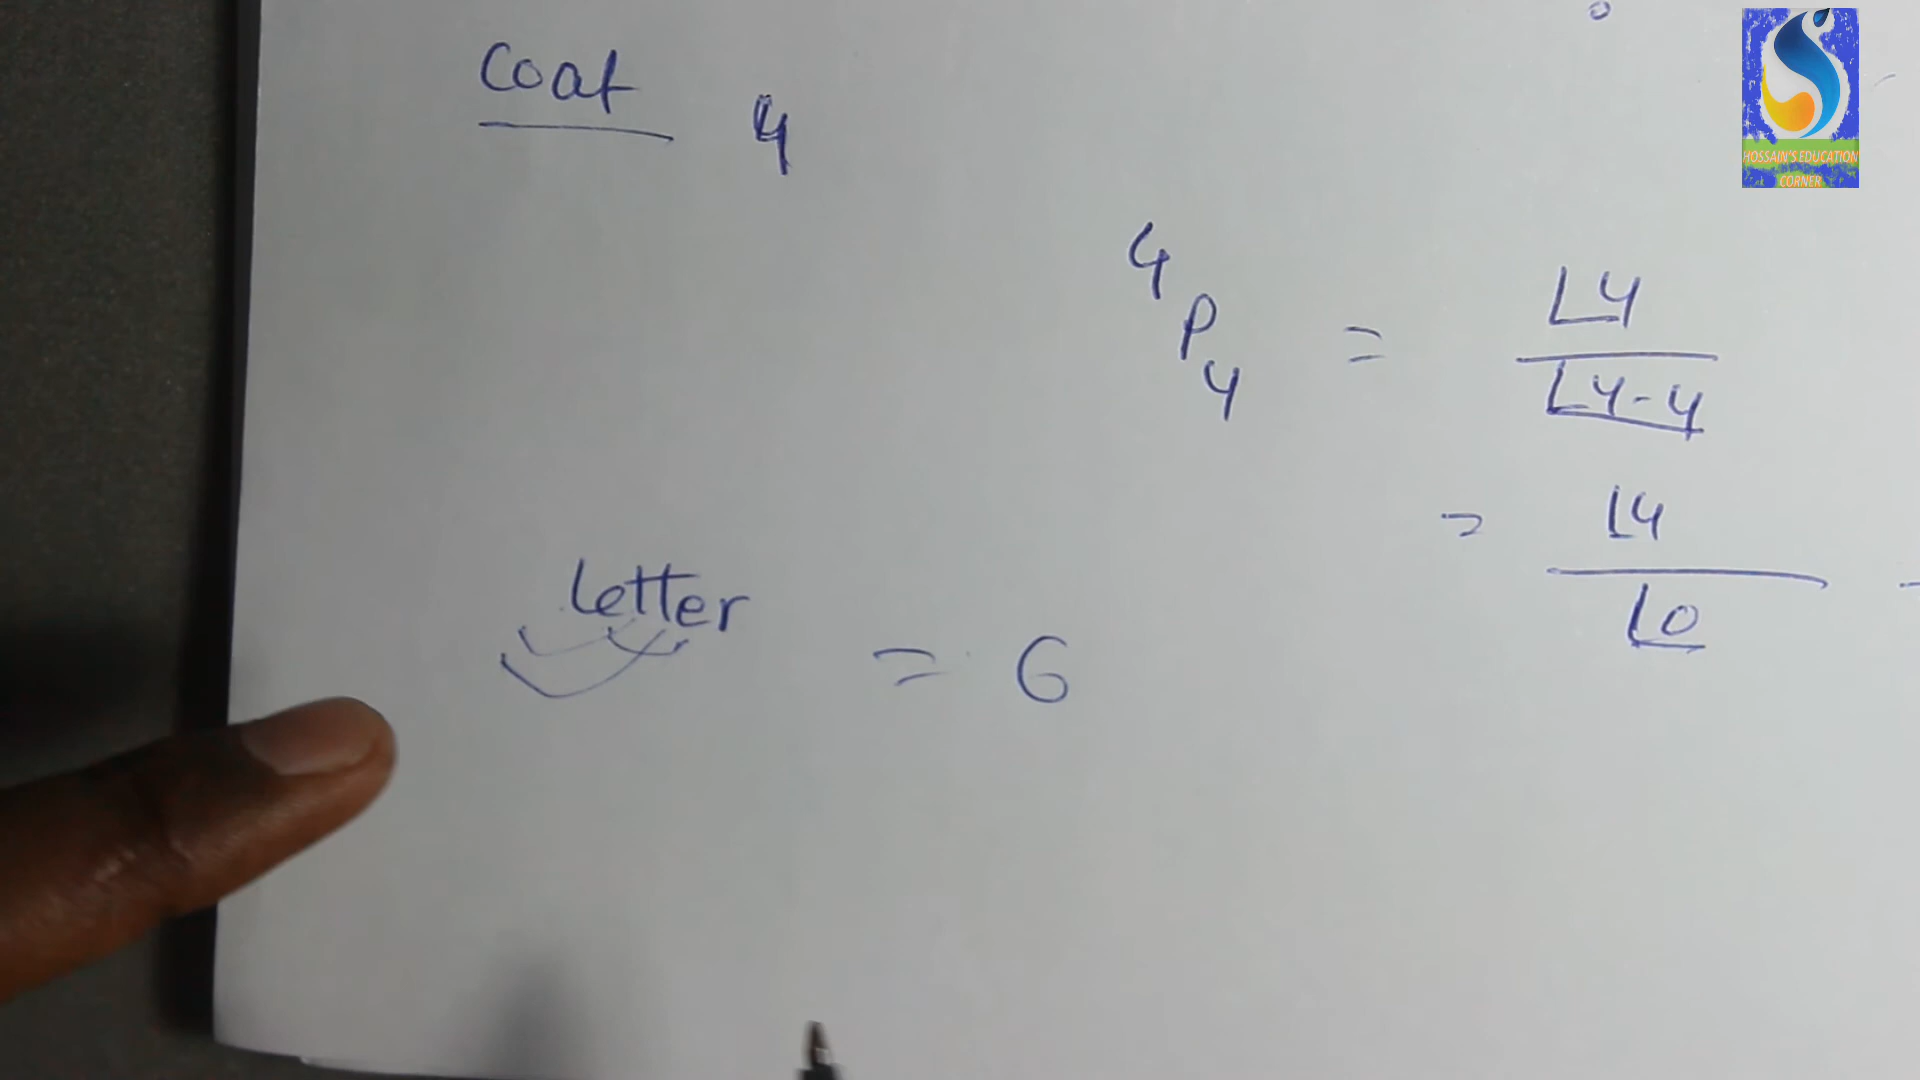 Coat 4
4P4 = L4
L4-4
= L4
L0
Letter = 6
HOSSAIN'S EDUCATION
CORNER